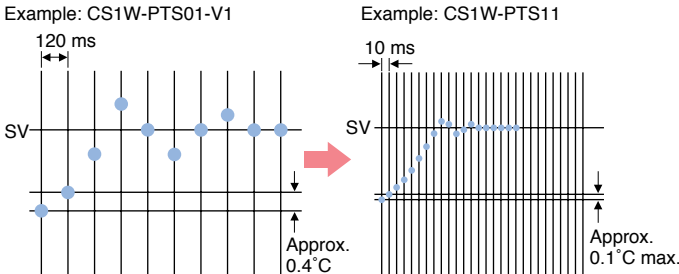 Example: CS1W-PTS01-V1
120 ms
SV
Approx.
0.4˚C
Example: CS1W-PTS11
10 ms
SV
Approx.
0.1˚C max.